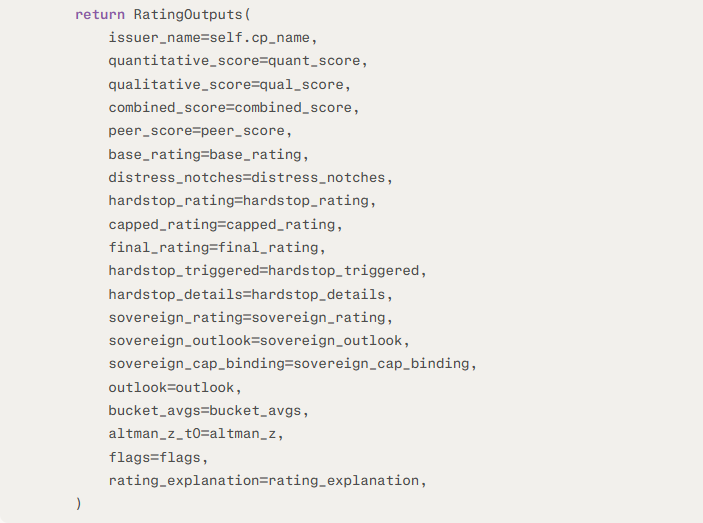 return RatingOutputs(
issuer_name=self.cp_name,
quantitative_score=quant_score,
qualitative_score=qual_score,
combined_score=combined_score,
peer_score=peer_score,
base_rating=base_rating,
distress_notches=distress_notches,
hardstop_rating=hardstop_rating,
capped_rating=capped_rating,
final_rating=final_rating,
hardstop_triggered=hardstop_triggered,
hardstop_details=hardstop_details,
sovereign_rating=sovereign_rating,
sovereign_outlook=sovereign_outlook,
sovereign_cap_binding=sovereign_cap_binding,
outlook=outlook,
bucket_avgs=bucket_avgs,
altman_z_t0=altman_z,
flags=flags,
rating_explanation=rating_explanation,
)